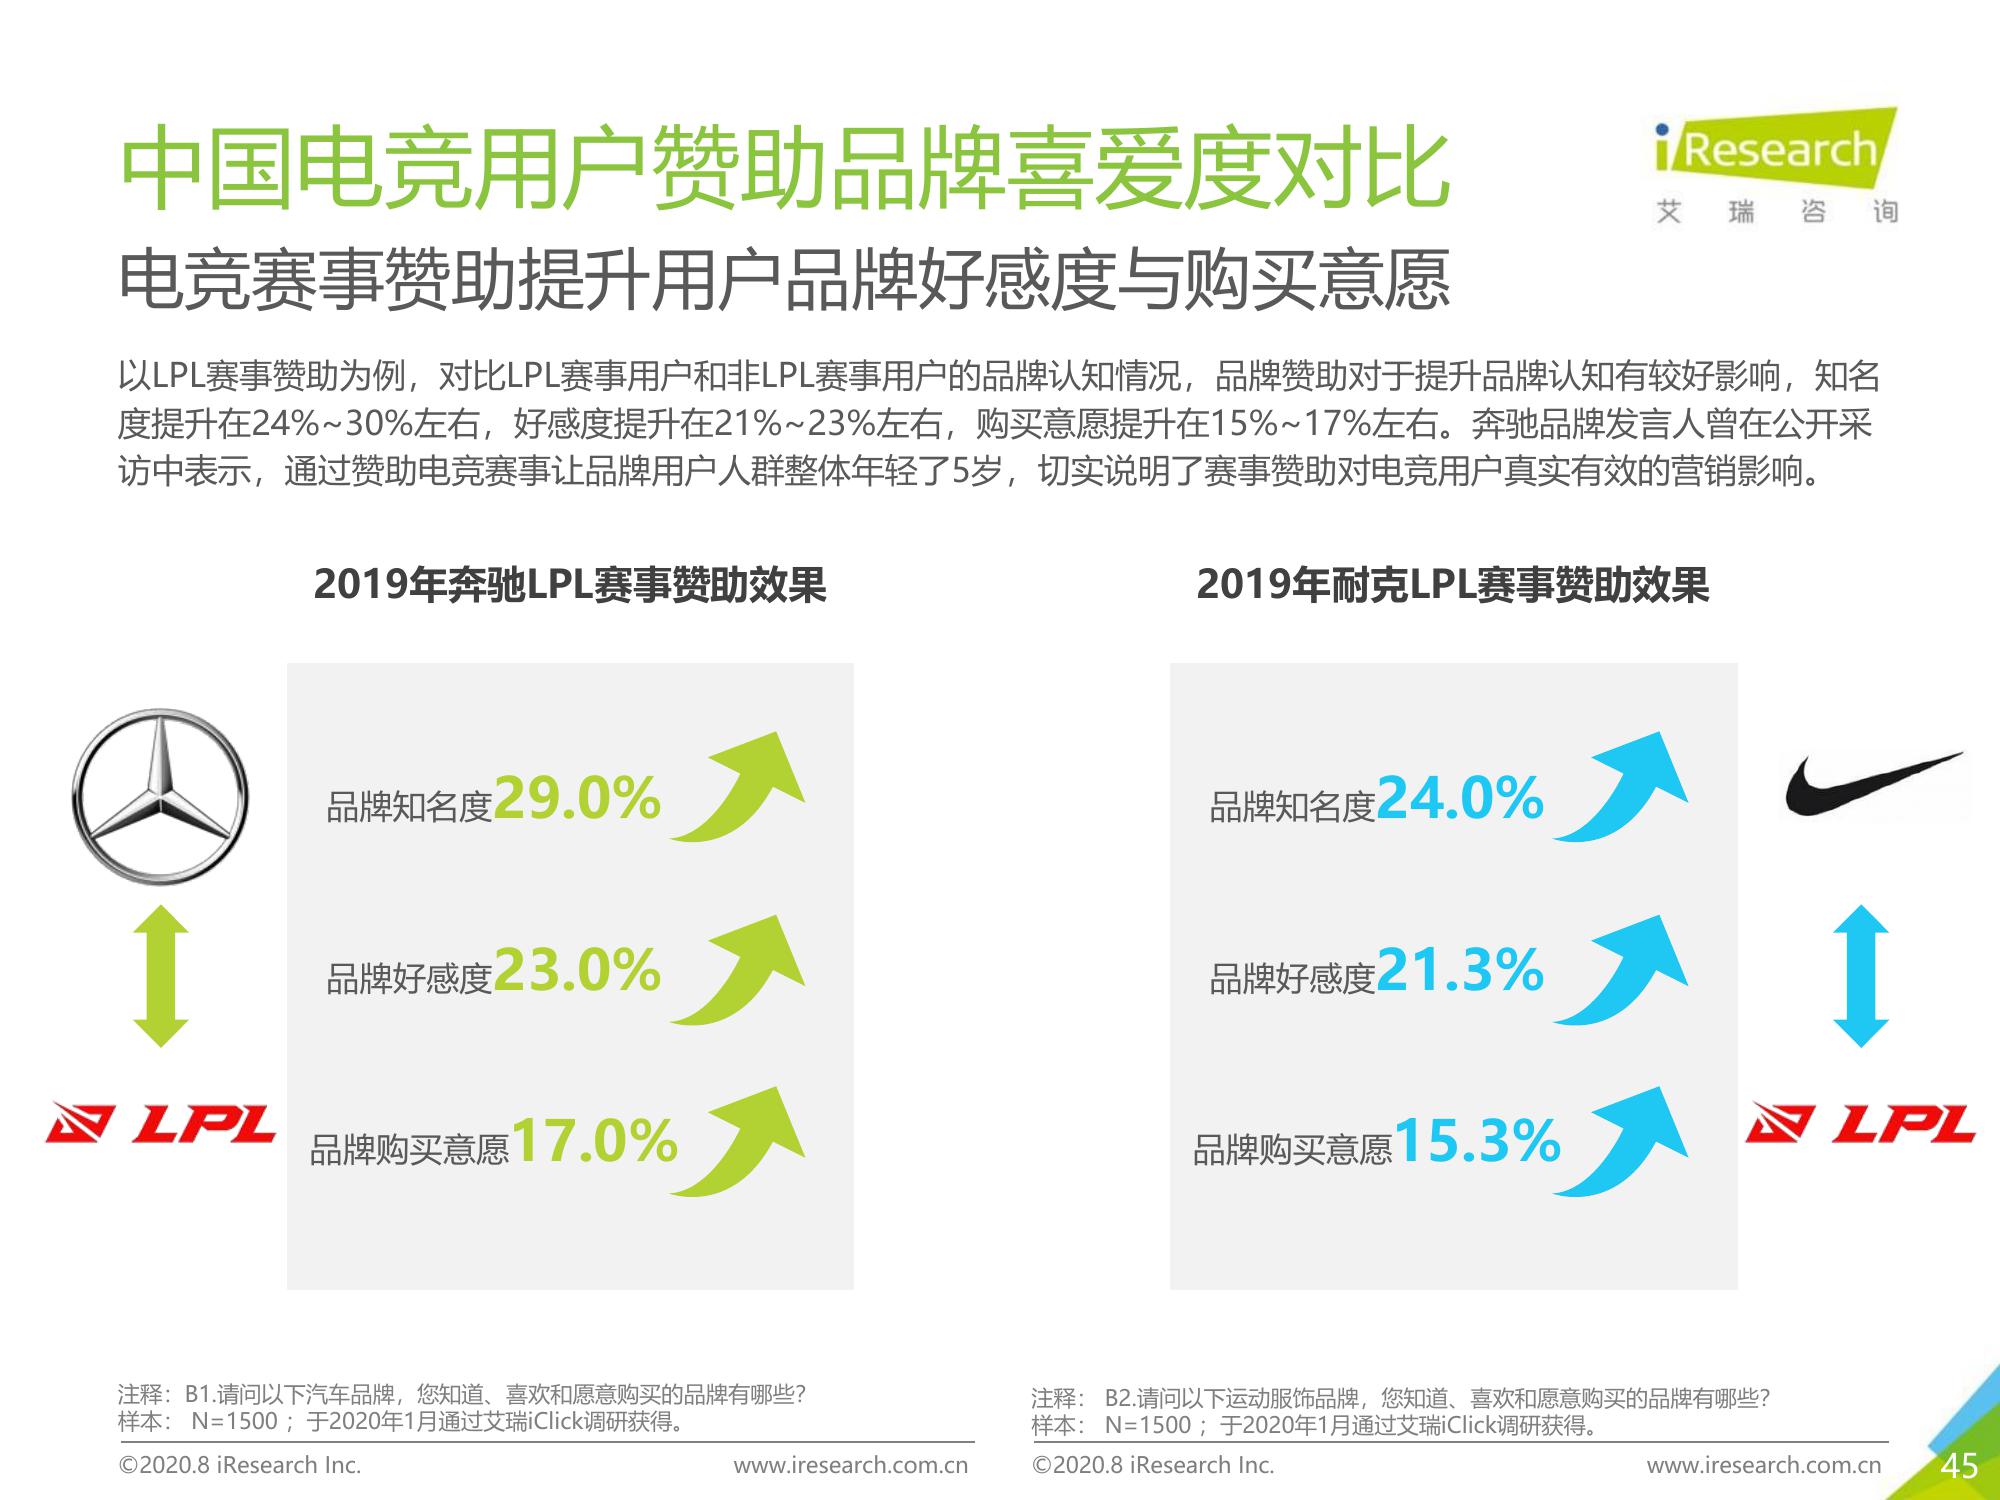 中国电竞用户赞助品牌喜爱度对比
iResearch
艾瑞咨询
电竞赛事赞助提升用户品牌好感度与购买意愿
以LPL赛事赞助为例，对比LPL赛事用户和非LPL赛事用户的品牌认知情况，品牌赞助对于提升品牌认知有较好影响，知名
度提升在24%~30%左右，好感度提升在21%~23%左右，购买意愿提升在15%~17%左右。奔驰品牌发言人曾在公开采
访中表示，通过赞助电竞赛事让品牌用户人群整体年轻了5岁，切实说明了赛事赞助对电竞用户真实有效的营销影响。
2019年奔驰LPL赛事赞助效果
品牌知名度29.0%
品牌好感度23.0%
LPL
品牌购买意愿17.0%
2019年耐克LPL赛事赞助效果
品牌知名度24.0%
品牌好感度21.3%
品牌购买意愿15.3%
LPL
注释：B1.请问以下汽车品牌，您知道、喜欢和愿意购买的品牌有哪些？
样本： N=1500；于2020年1月通过艾瑞iClick调研获得。
注释： B2.请问以下运动服饰品牌，您知道、喜欢和愿意购买的品牌有哪些？
样本： N=1500；于2020年1月通过艾瑞iClick调研获得。
©2020.8 iResearch Inc.
www.iresearch.com.cn
©2020.8 iResearch Inc.
www.iresearch.com.cn
45